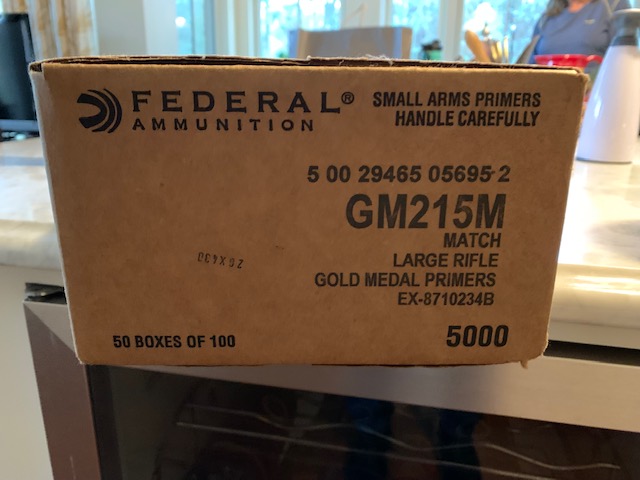 FEDERAL®
AMMUNITION
SMALL ARMS PRIMERS
HANDLE CAREFULLY
5 00 29465 05695-2
GM215M
MATCH
LARGE RIFLE
GOLD MEDAL PRIMERS
EX-8710234B
50 BOXES OF 100
5000